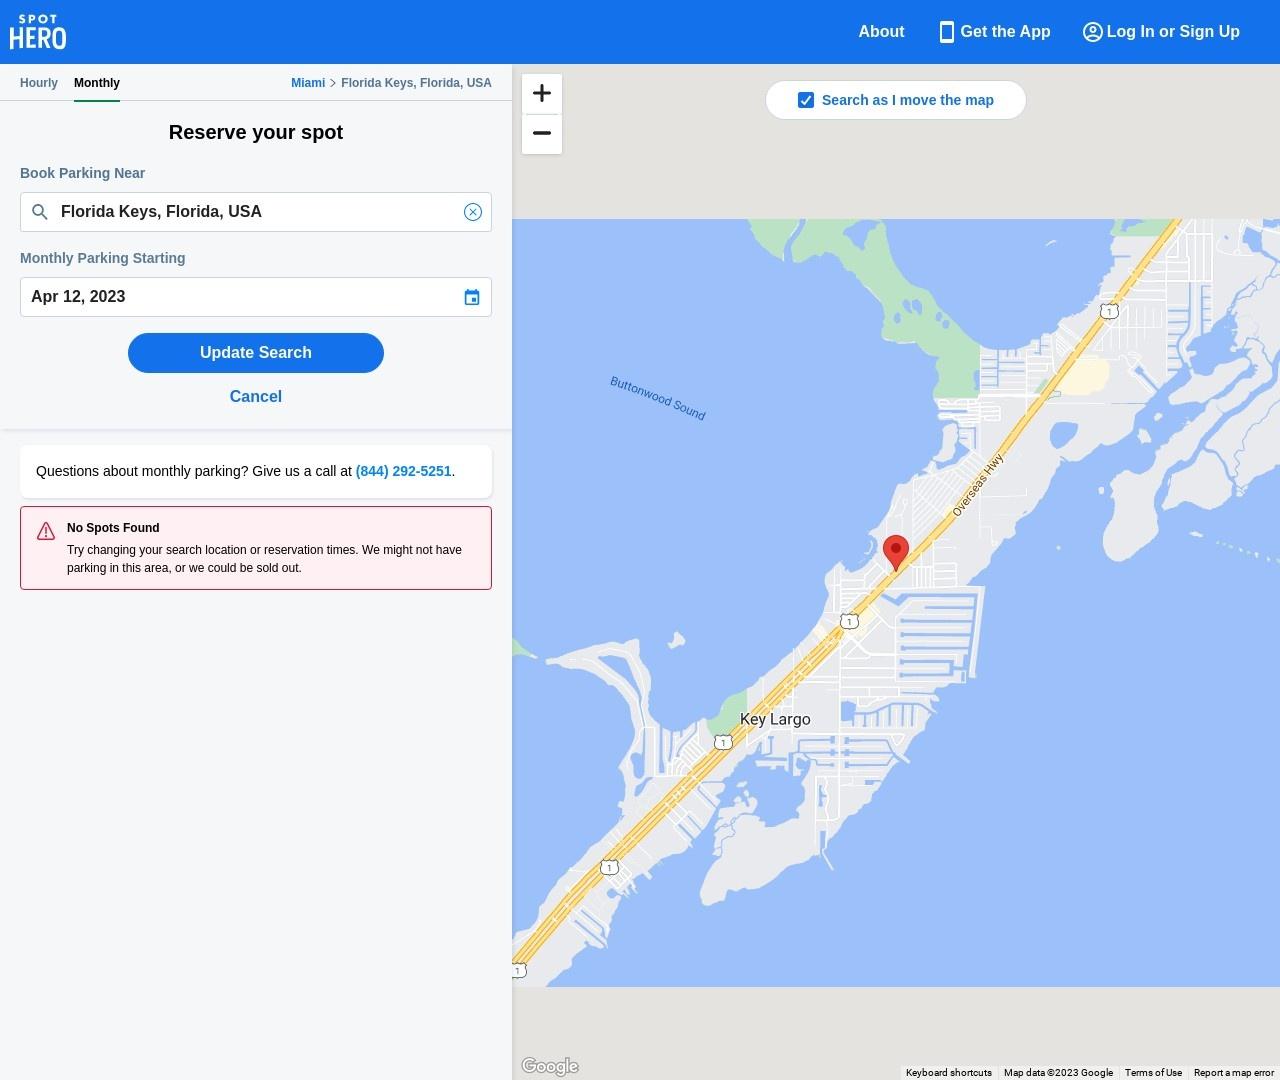 SPOT
HERO
About
Get the App
Log In or Sign Up
Hourly
Monthly
Miami
Florida Keys, Florida, USA
Reserve your spot
Book Parking Near
Florida Keys, Florida, USA
Monthly Parking Starting
Apr 12, 2023
Update Search
Cancel
Questions about monthly parking? Give us a call at (844) 292-5251.
No Spots Found
Try changing your search location or reservation times. We might not have
parking in this area, or we could be sold out.
Search as I move the map
1
Buttonwood Sound
Overseas Hwy
1
Key Largo
1
1
1
Google
Keyboard shortcuts
Map data ©2023 Google
Terms of Use
Report a map error